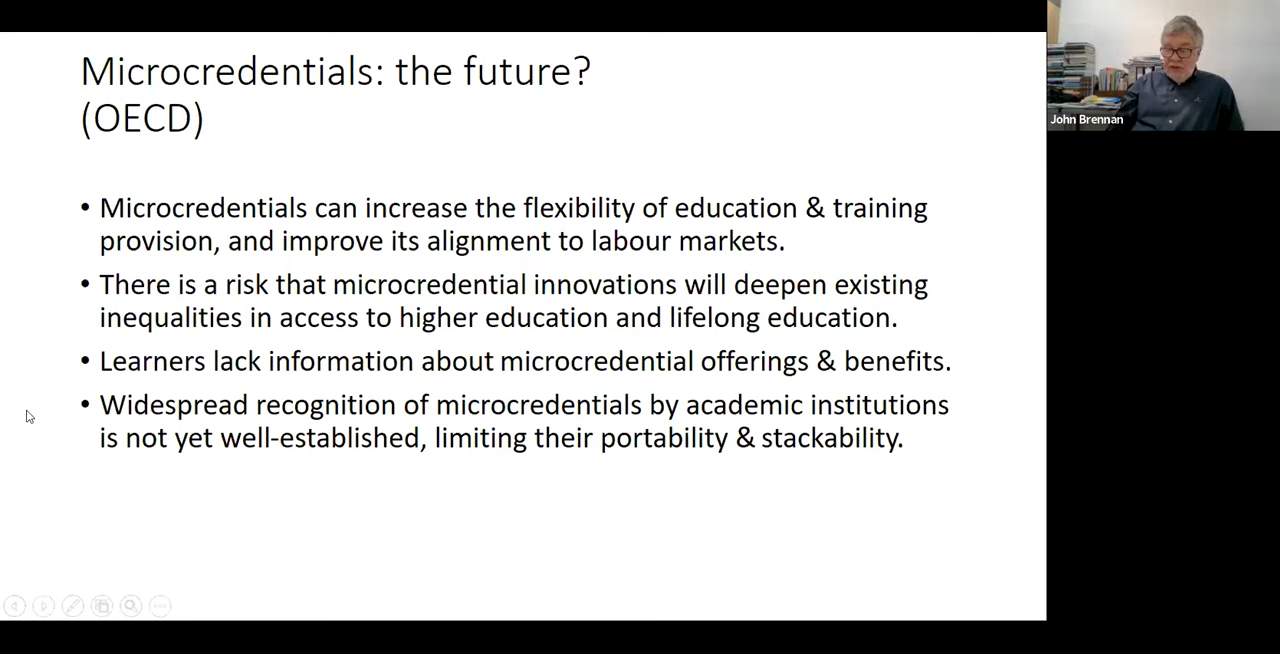 Microcredentials: the future?
(OECD)
• Microcredentials can increase the flexibility of education & training
provision, and improve its alignment to labour markets.
• There is a risk that microcredential innovations will deepen existing
inequalities in access to higher education and lifelong education.
• Learners lack information about microcredential offerings & benefits.
• Widespread recognition of microcredentials by academic institutions
is not yet well-established, limiting their portability & stackability.
John Brennan